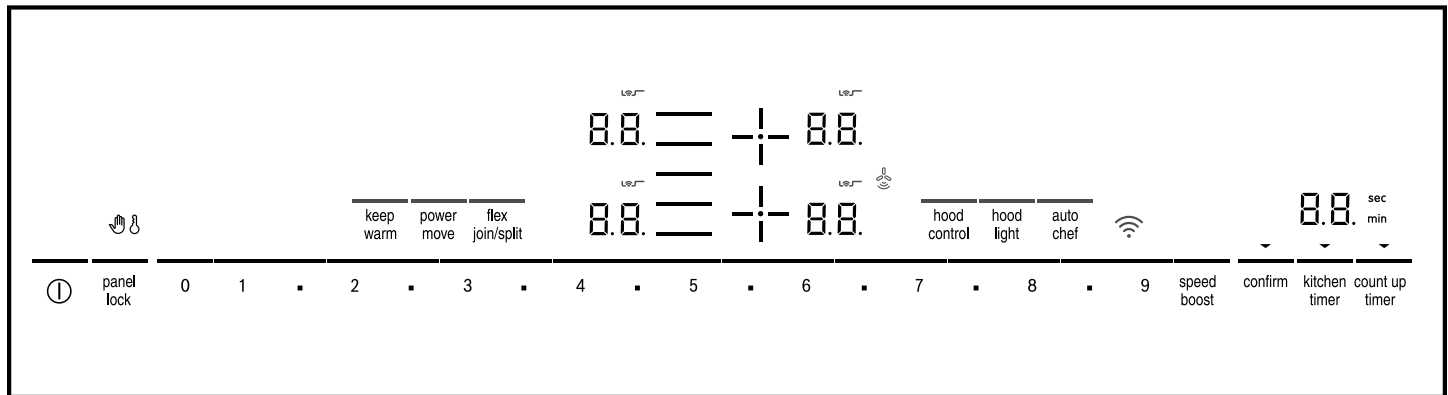 8.8. 8.8.
keep warm power move flex join/split 8.8. 8.8. hood control hood light auto chef 8.8. sec min
panel lock 0 1 . 2 . 3 . 4 . 5 . 6 . 7 . 8 . 9 speed boost confirm kitchen timer count up timer